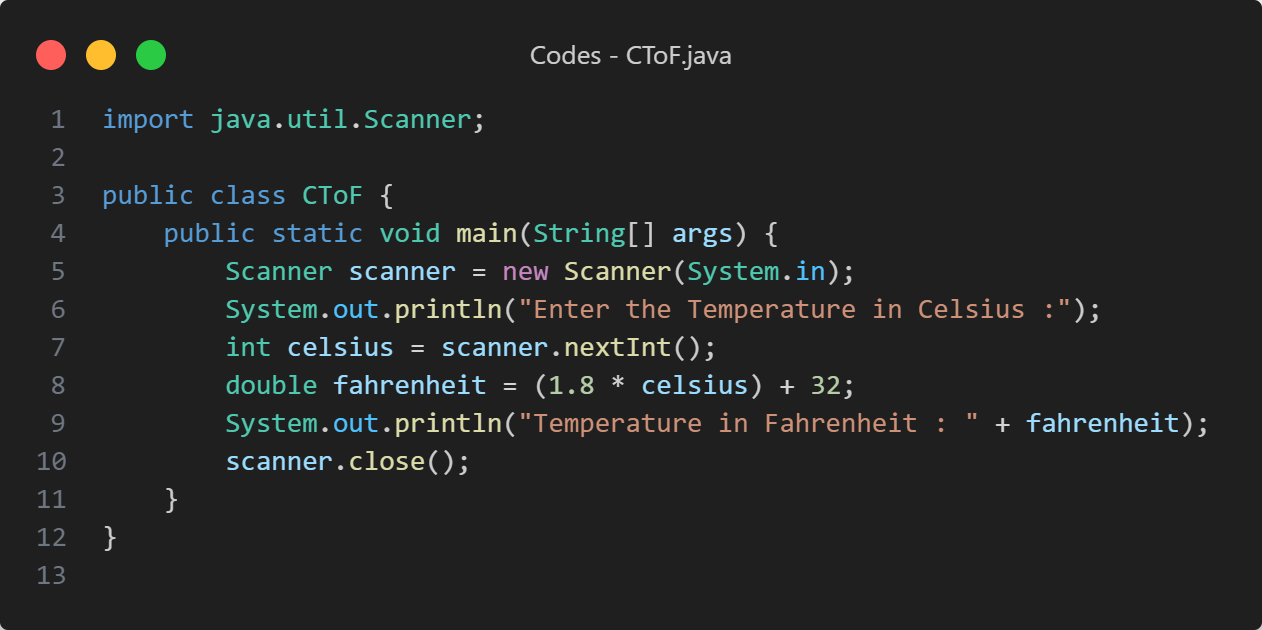 Codes - CToF.java
1 import java.util.Scanner;
2
3 public class CToF {
4     public static void main(String[] args) {
5         Scanner scanner = new Scanner(System.in);
6         System.out.println("Enter the Temperature in Celsius :");
7         int celsius = scanner.nextInt();
8         double fahrenheit = (1.8 * celsius) + 32;
9         System.out.println("Temperature in Fahrenheit : " + fahrenheit);
10         scanner.close();
11     }
12 }
13